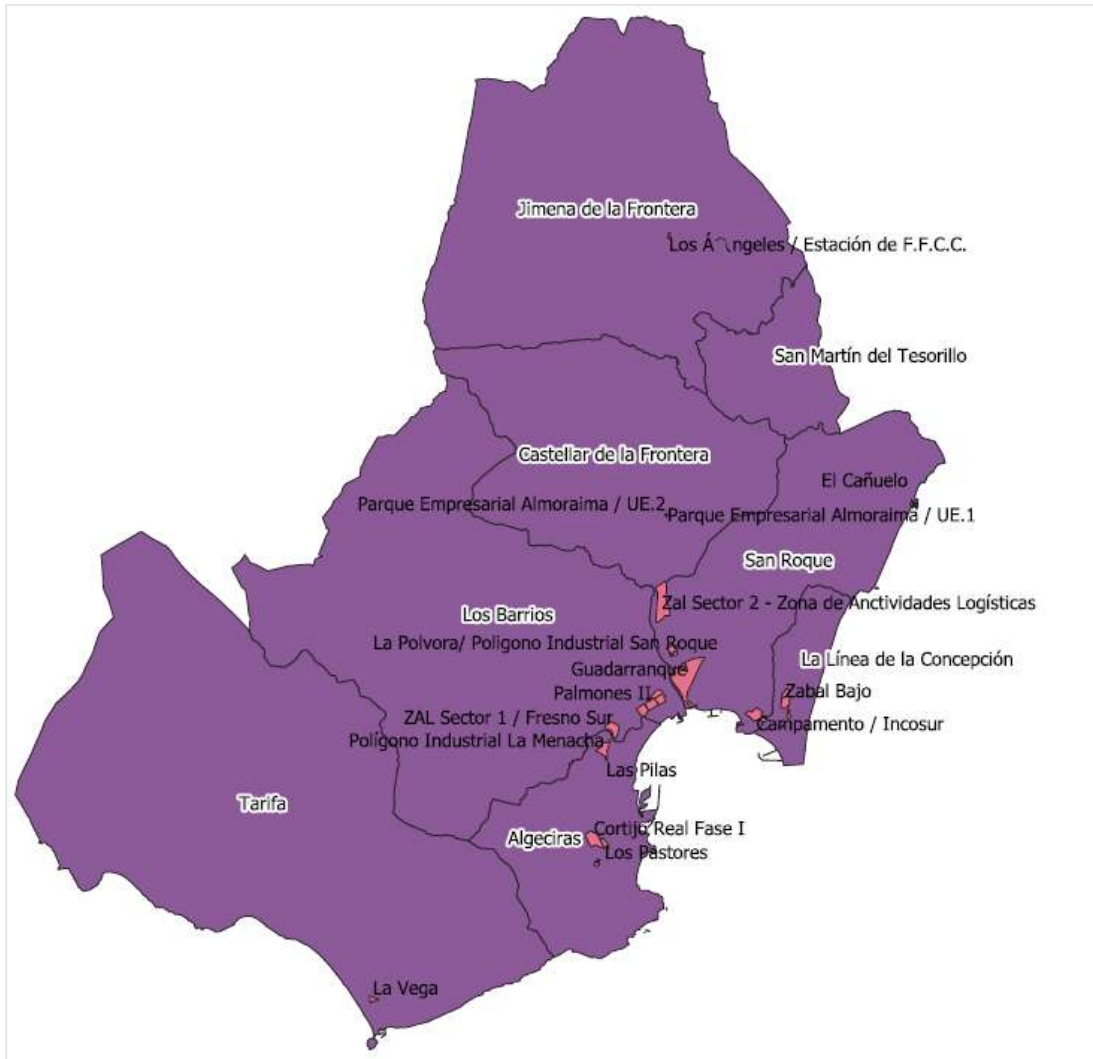 Jimena de la Frontera
Los Á ngeles / Estación de F.F.C.C.
San Martín del Tesorillo
Castellar de la Frontera
El Cañuelo
Parque Empresarial Almoraima / UE.2
Parque Empresarial Almoraima / UE.1
San Roque
Zal Sector 2 - Zona de Anctividades Logísticas
Los Barrios
La Polvora/ Poligono Industrial San Roque
La Línea de la Concepción
Guadarranque
Palmones II
Zabal Bajo
ZAL Sector 1 / Fresno Sur
Campamento / Incosur
Polígono Industrial La Menacha
Las Pilas
Tarifa
Cortijo Real Fase I
Algeciras
Los Pastores
La Vega